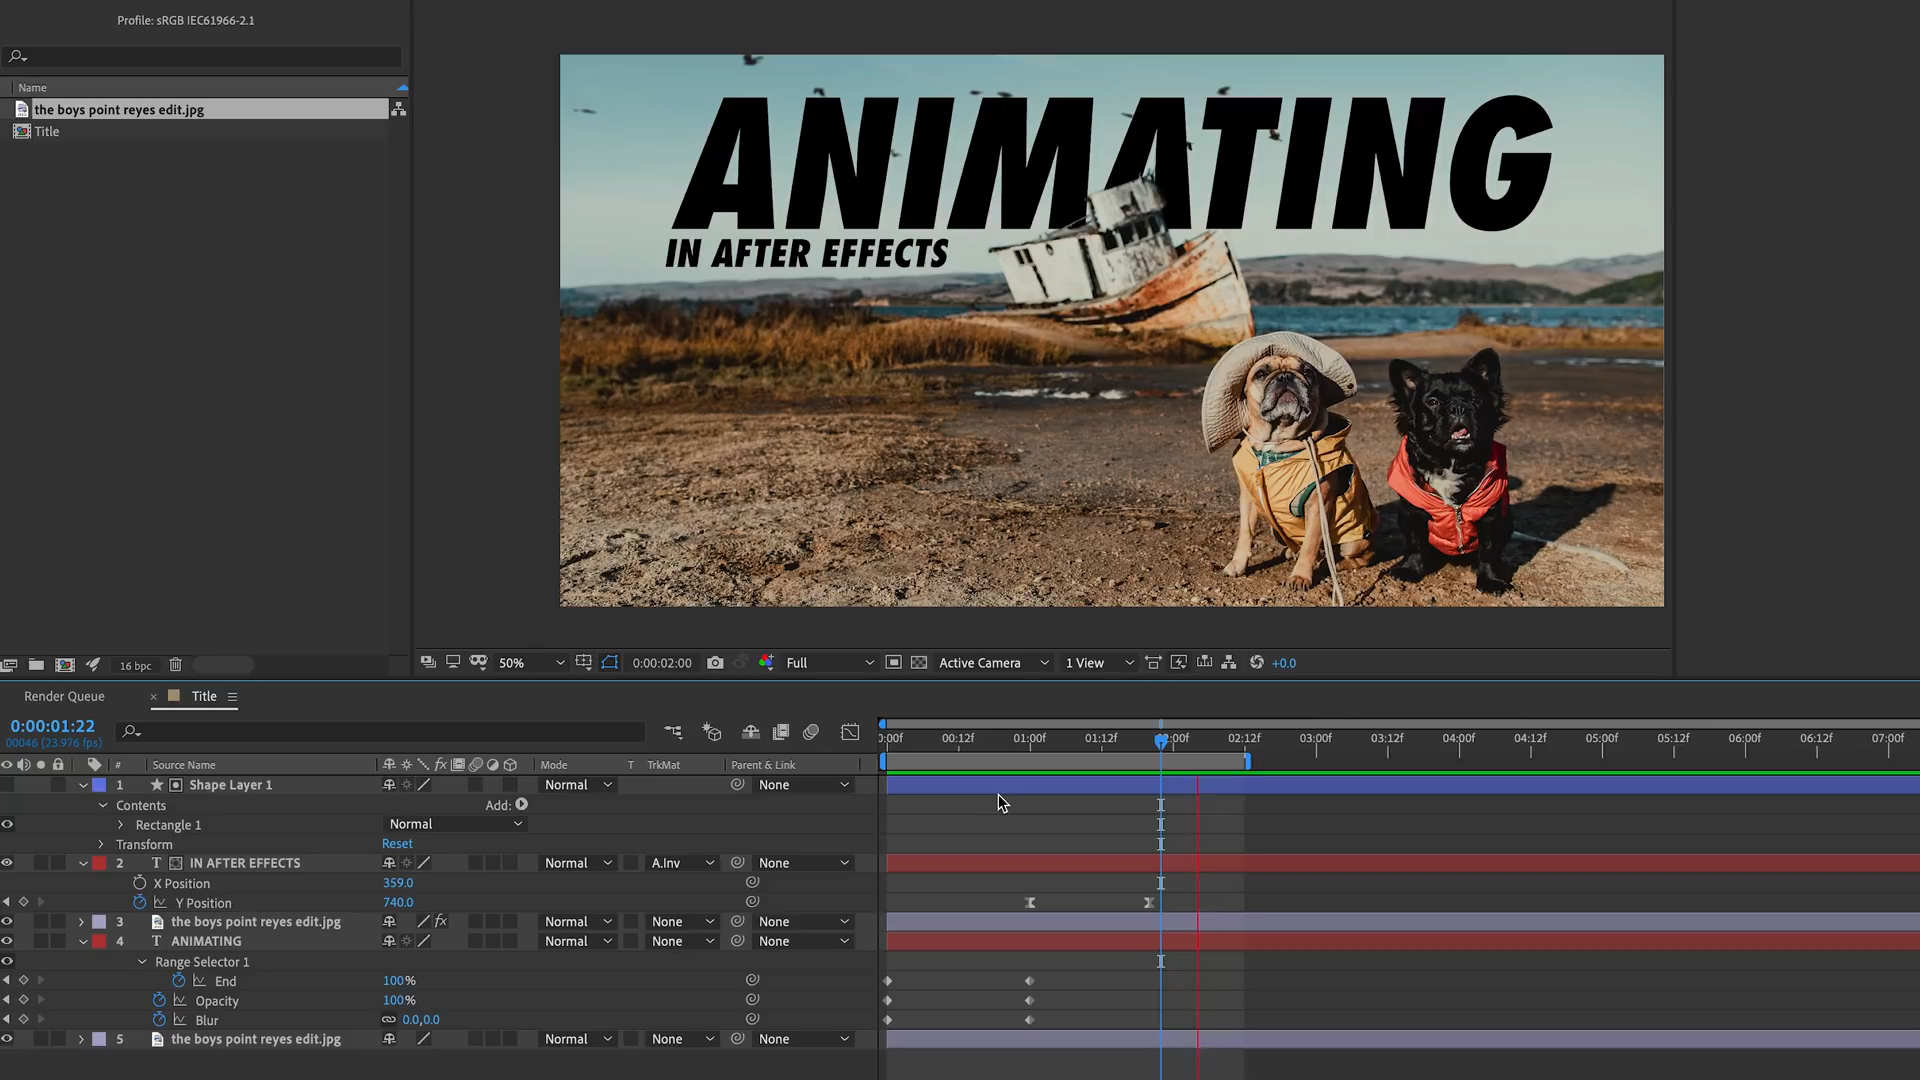 Profile: sRGB IEC61966-2.1
Name
the boys point reyes edit.jpg
Title
16 bpc
ANIMATING
IN AFTER EFFECTS
50%
0:00:02:00
Full
Active Camera
1 View
+0.0
Render Queue
× Title
0:00:01:22
00046 (23.976 fps)
0:00f 00:12f 01:00f 01:12f 02:00f 02:12f 03:00f 03:12f 04:00f 04:12f 05:00f 05:12f 06:00f 06:12f 07:00f
# Source Name Mode T TrkMat Parent & Link
1 Shape Layer 1 Normal None
Contents Add:
Rectangle 1 Normal
Transform Reset
2 T IN AFTER EFFECTS Normal A.Inv None
X Position 359.0
Y Position 740.0
3 the boys point reyes edit.jpg fx Normal None None
4 T ANIMATING Normal None None
Range Selector 1
End 100%
Opacity 100%
Blur 0.0,0.0
5 the boys point reyes edit.jpg Normal None None